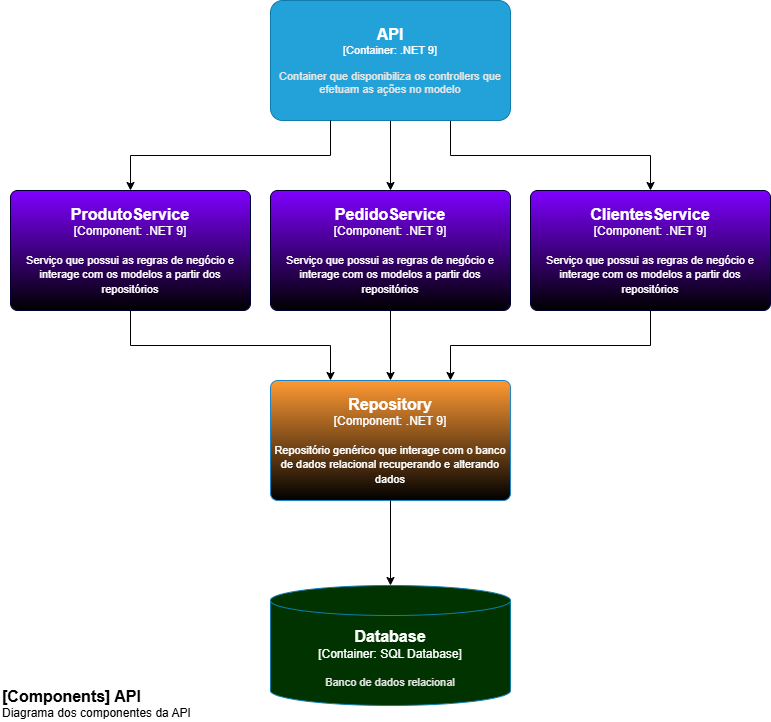 API
[Container: .NET 9]
Container que disponibiliza os controllers que
efetuam as ações no modelo
ProdutoService
[Component: .NET 9]
Serviço que possui as regras de negócio e
interage com os modelos a partir dos
repositórios
PedidoService
[Component: .NET 9]
Serviço que possui as regras de negócio e
interage com os modelos a partir dos
repositórios
ClientesService
[Component: .NET 9]
Serviço que possui as regras de negócio e
interage com os modelos a partir dos
repositórios
Repository
[Component: .NET 9]
Repositório genérico que interage com o banco
de dados relacional recuperando e alterando
dados
Database
[Container: SQL Database]
Banco de dados relacional
[Components] API
Diagrama dos componentes da API